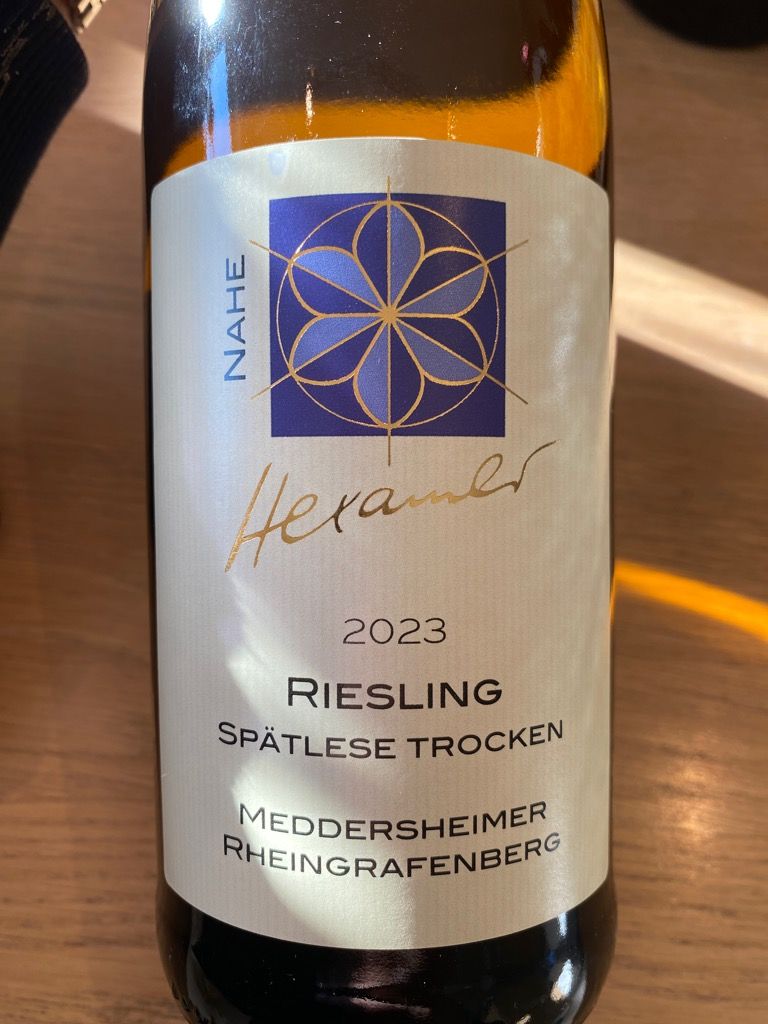 NAHE
Hexamer
2023
RIESLING
SPÄTLESE TROCKEN
MEDDERSHEIMER
RHEINGRAFENBERG